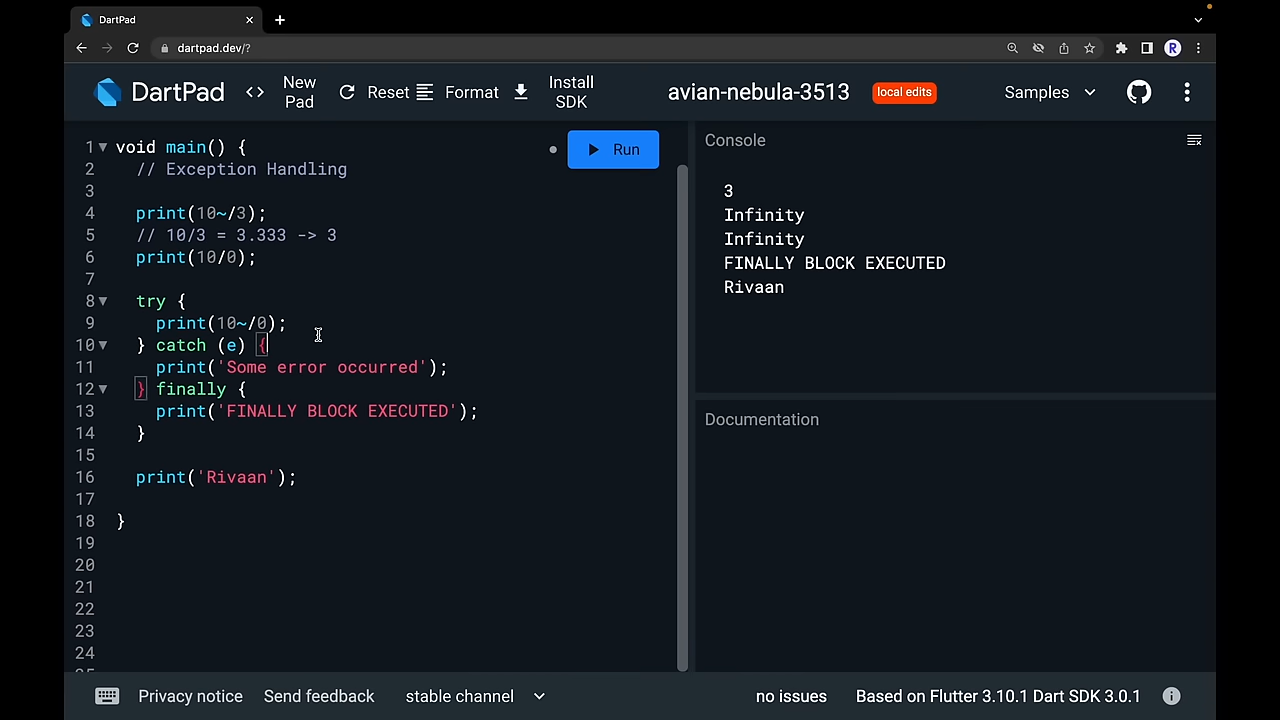 DartPad
dartpad.dev/?
R
DartPad
<> New Pad
Reset
Format
Install SDK
avian-nebula-3513
local edits
Samples
1 void main() {
2 // Exception Handling
3
4 print(10~/3);
5 // 10/3 = 3.333 -> 3
6 print(10/0);
7
8 try {
9 print(10~/0);
10 } catch (e) {
11 print('Some error occurred');
12 } finally {
13 print('FINALLY BLOCK EXECUTED');
14 }
15
16 print('Rivaan');
17
18 }
19
20
21
22
23
24
Run
Console
3
Infinity
Infinity
FINALLY BLOCK EXECUTED
Rivaan
Documentation
Privacy notice
Send feedback
stable channel
no issues
Based on Flutter 3.10.1 Dart SDK 3.0.1